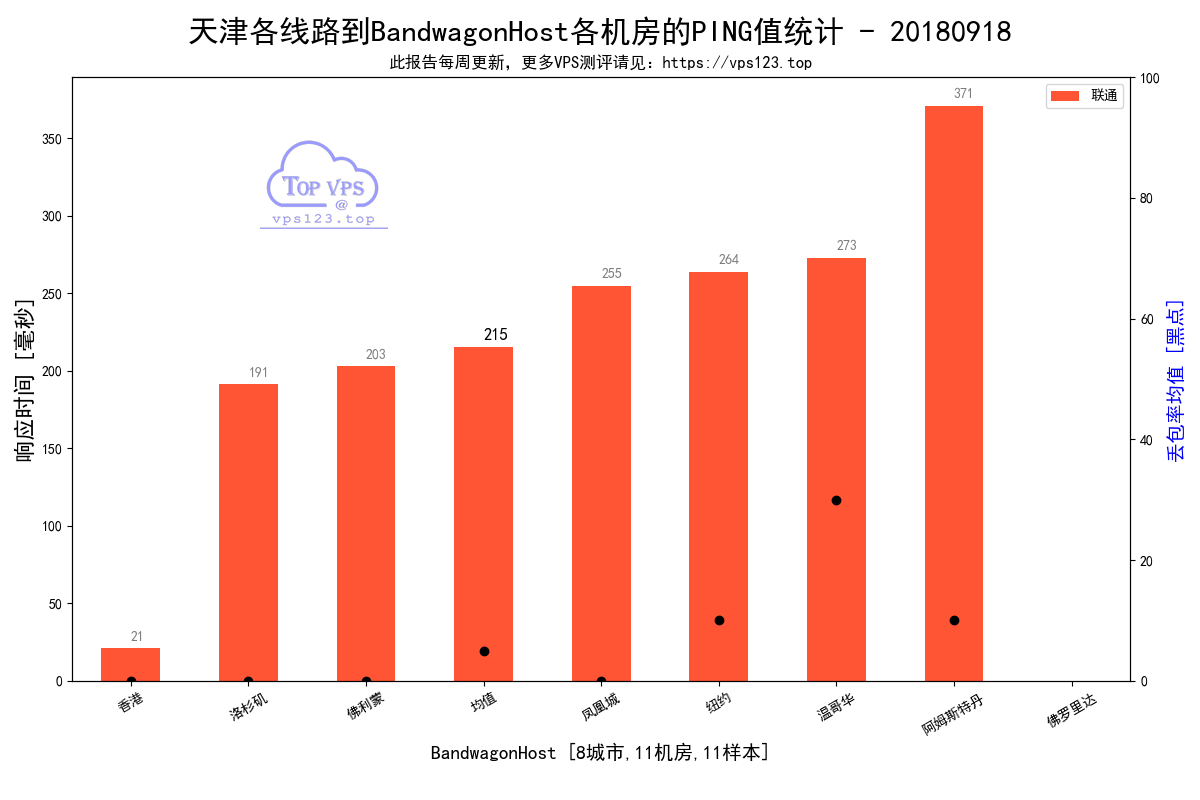 天津各线路到BandwagonHost各机房的PING值统计 - 20180918
此报告每周更新，更多VPS测评请见：https://vps123.top
联通
TOP VPS
@
vps123.top
响应时间 [毫秒]
0
50
100
150
200
250
300
350
21
191
203
215
255
264
273
371
0
20
40
60
80
100
丢包率均值 [黑点]
香港
洛杉矶
佛利蒙
均值
凤凰城
纽约
温哥华
阿姆斯特丹
佛罗里达
BandwagonHost [8城市,11机房,11样本]